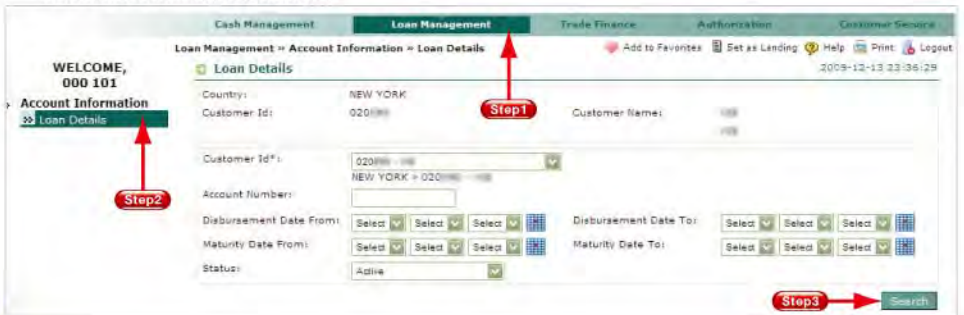 Cash Management Loan Management Trade Finance Authorization Customer Service
Loan Management » Account Information » Loan Details Add to Favorites Set as Landing Help Print Logout
WELCOME,
000 101
Loan Details 2009-12-13 23:36:29
Account Information
>> Loan Details
Country: NEW YORK
Customer Id: 020 Step1 Customer Name:
Customer Id*: 020
NEW YORK > 020
Step2
Account Number:
Disbursement Date From: Select Select Select Disbursement Date To: Select Select Select
Maturity Date From: Select Select Select Maturity Date To: Select Select Select
Status: Active
Step3 Search